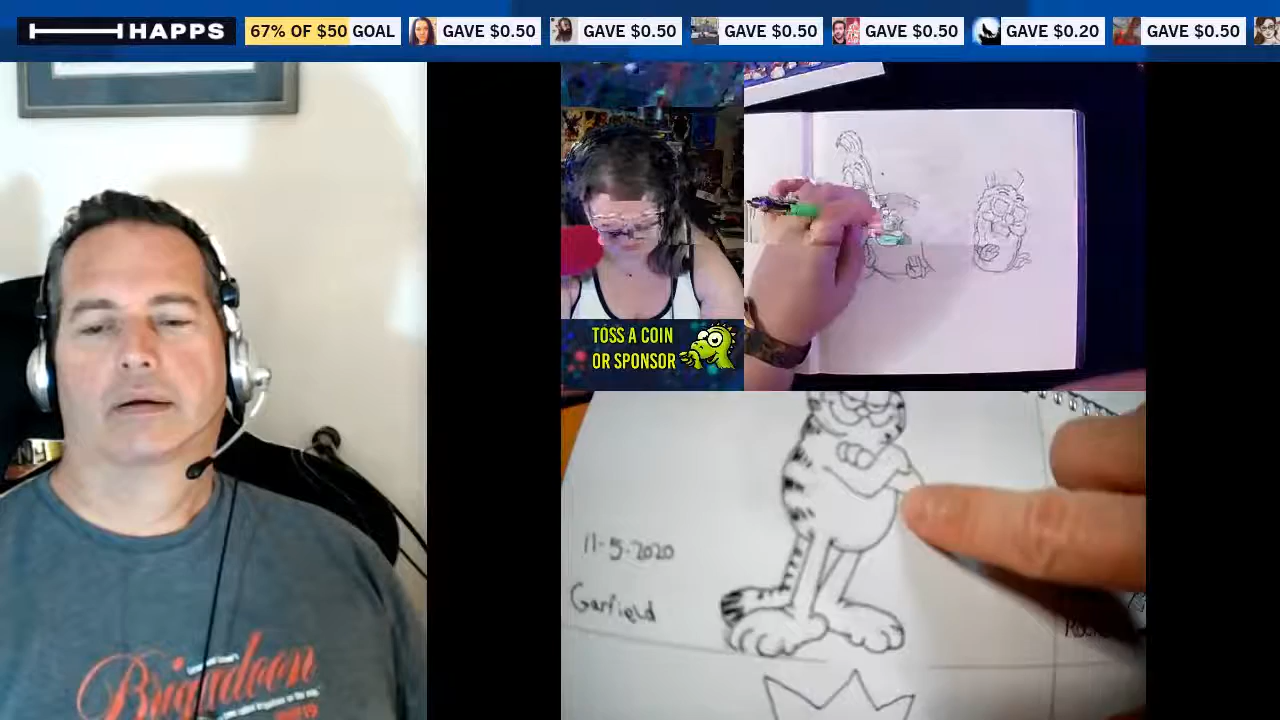 HAPPS
67% OF $50 GOAL
GAVE $0.50
GAVE $0.50
GAVE $0.50
GAVE $0.50
GAVE $0.20
GAVE $0.50
TOSS A COIN
OR SPONSOR
11-5-2020
Garfield
Brigadoon